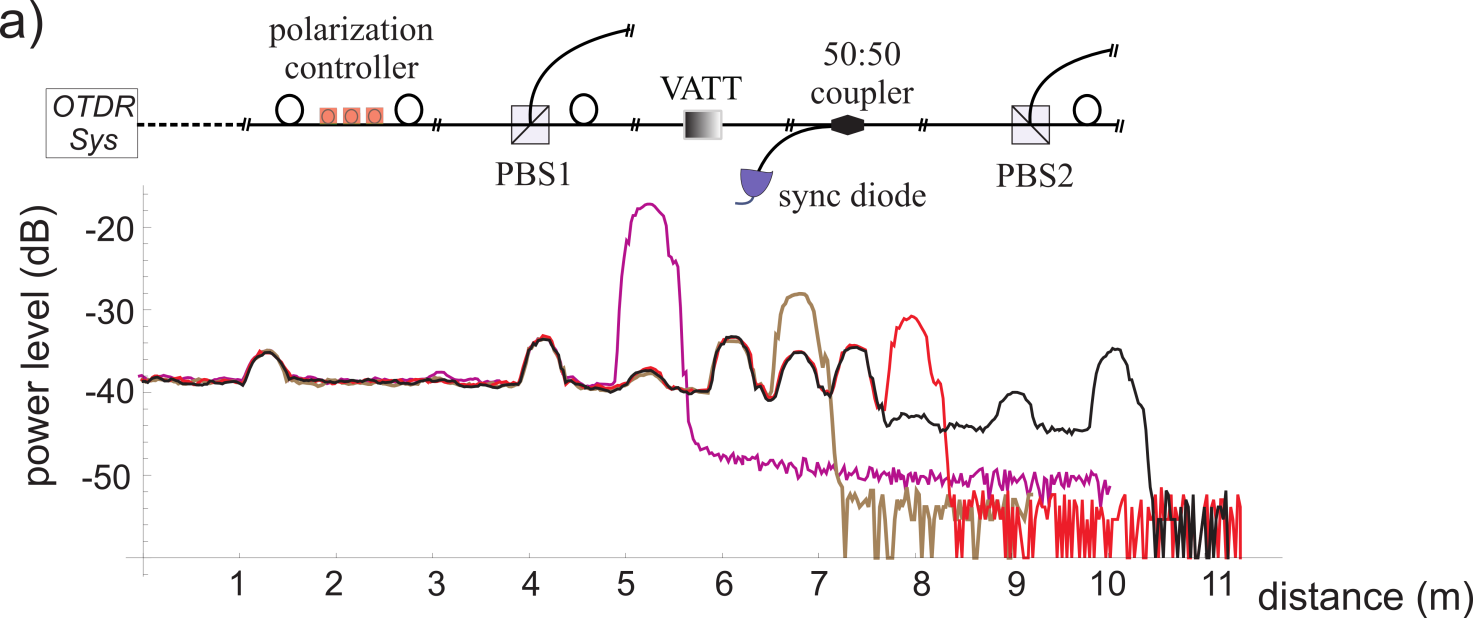 a)
polarization
controller
50:50
coupler
VATT
OTDR
Sys
PBS1
PBS2
sync diode
power level (dB)
-20
-30
-40
-50
1 2 3 4 5 6 7 8 9 10 11
distance (m)